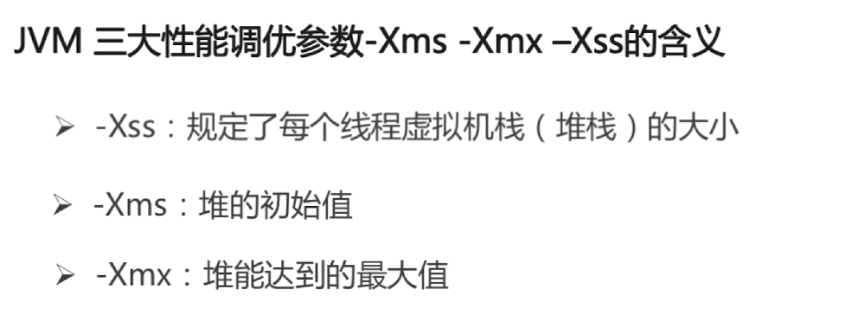 JVM 三大性能调优参数-Xms -Xmx –Xss的含义
➢ -Xss：规定了每个线程虚拟机栈（堆栈）的大小
➢ -Xms：堆的初始值
➢ -Xmx：堆能达到的最大值